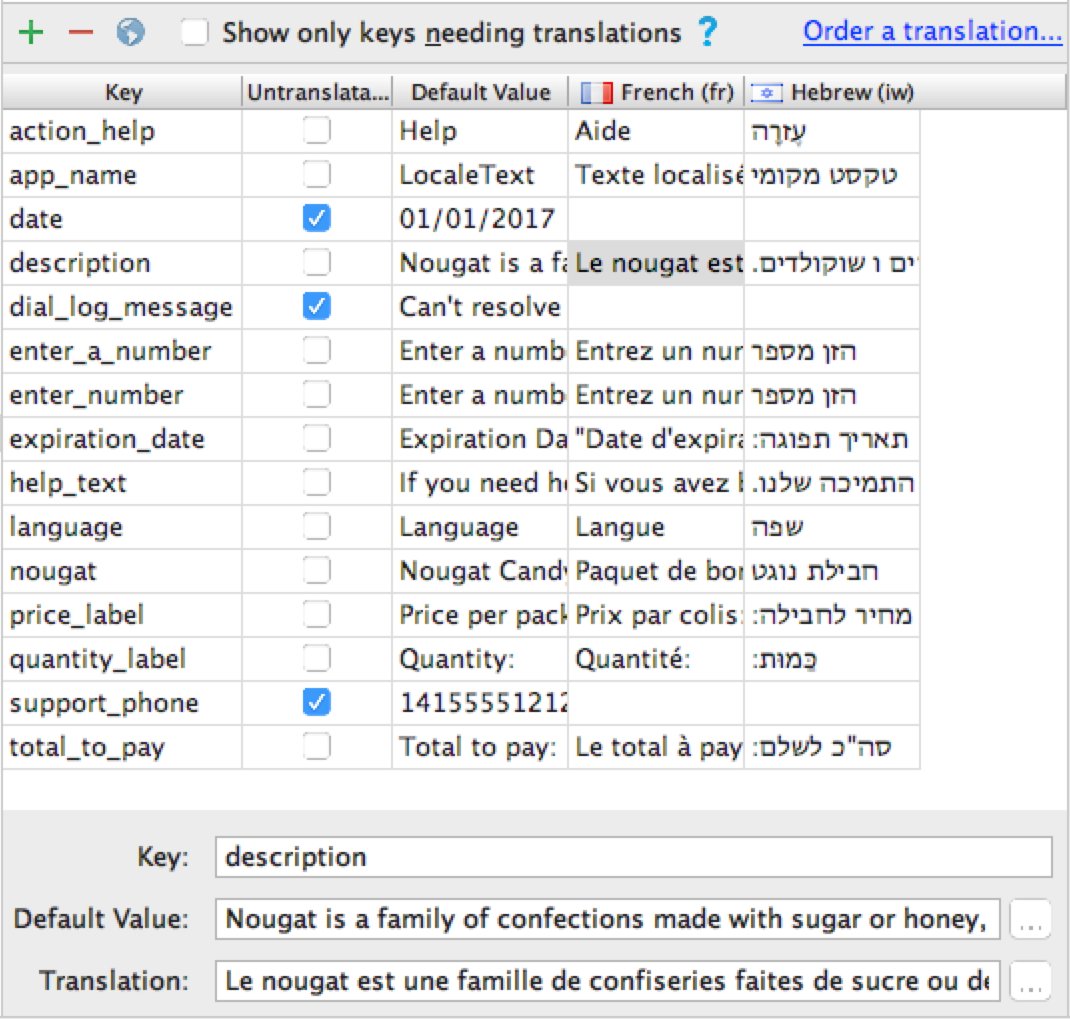 Show only keys needing translations ? Order a translation...
Key Untranslata... Default Value French (fr) Hebrew (iw)
action_help Help Aide עֶזרָה
app_name LocaleText Texte localisé טקסט מקומי
date 01/01/2017
description Nougat is a fa Le nougat est ים ו שוקולדים.
dial_log_message Can't resolve
enter_a_number Enter a numb Entrez un nur הזן מספר
enter_number Enter a numb Entrez un nur הזן מספר
expiration_date Expiration Da "Date d'expira תאריך תפוגה:
help_text If you need he Si vous avez התמיכה שלנו.
language Language Langue שפה
nougat Nougat Candy Paquet de bor חבילת נוגט
price_label Price per pack Prix par colis: מחיר לחבילה:
quantity_label Quantity: Quantité: כַּמוּת:
support_phone 14155551212
total_to_pay Total to pay: Le total à pay סה"כ לשלם:
Key: description
Default Value: Nougat is a family of confections made with sugar or honey, ...
Translation: Le nougat est une famille de confiseries faites de sucre ou de ...